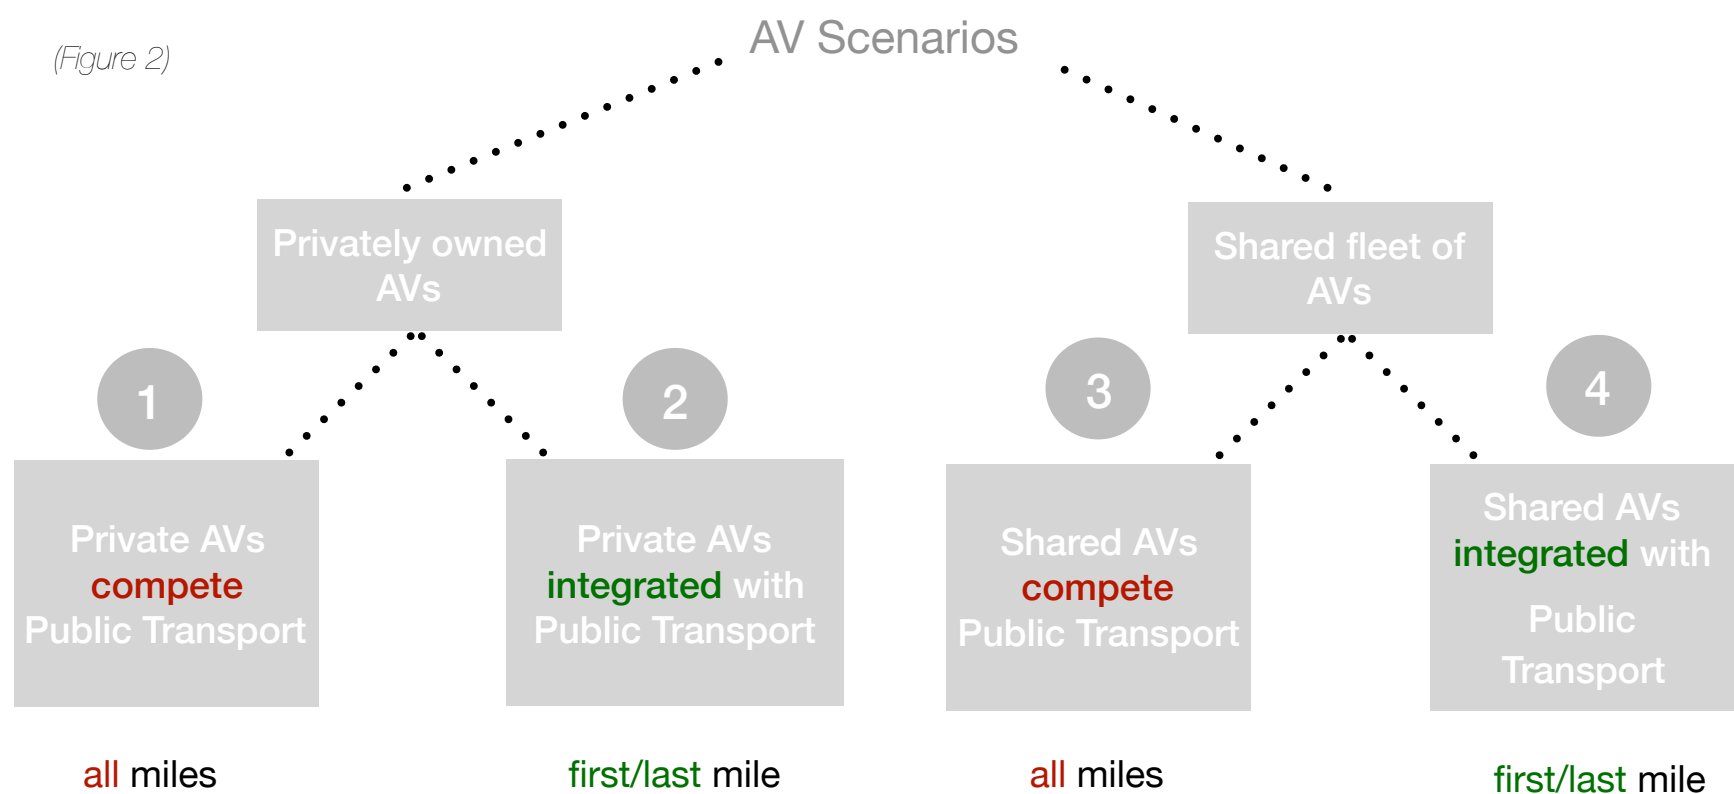 (Figure 2)
AV Scenarios
Privately owned
AVs
Shared fleet of
AVs
1
2
3
4
Private AVs
compete
Public Transport
Private AVs
integrated with
Public Transport
Shared AVs
compete
Public Transport
Shared AVs
integrated with
Public
Transport
all miles
first/last mile
all miles
first/last mile